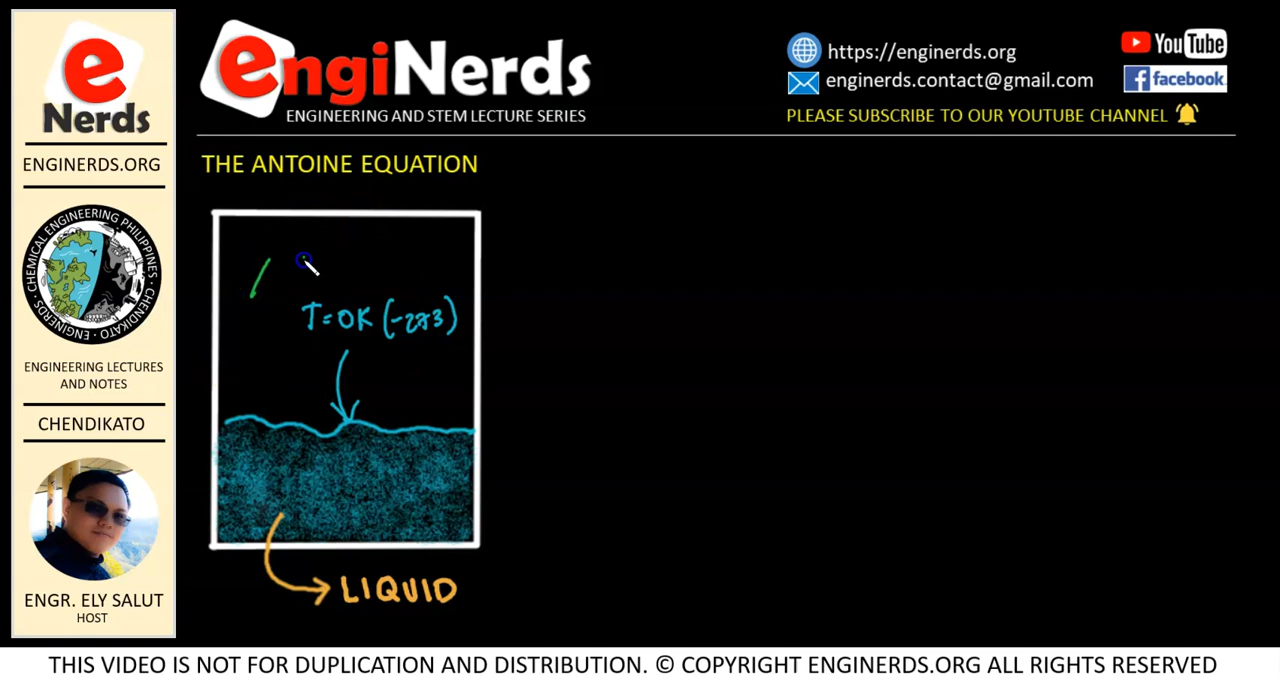 e
Nerds
ENGINERDS.ORG
CHEMICAL ENGINEERING PHILIPPINES
CHENDIKATO • ENGINERDS
ENGINEERING LECTURES
AND NOTES
CHENDIKATO
ENGR. ELY SALUT
HOST
engiNerds
ENGINEERING AND STEM LECTURE SERIES
https://enginerds.org
enginerds.contact@gmail.com
YouTube
facebook
PLEASE SUBSCRIBE TO OUR YOUTUBE CHANNEL
THE ANTOINE EQUATION
T=0K (-273)
LIQUID
THIS VIDEO IS NOT FOR DUPLICATION AND DISTRIBUTION. © COPYRIGHT ENGINERDS.ORG ALL RIGHTS RESERVED